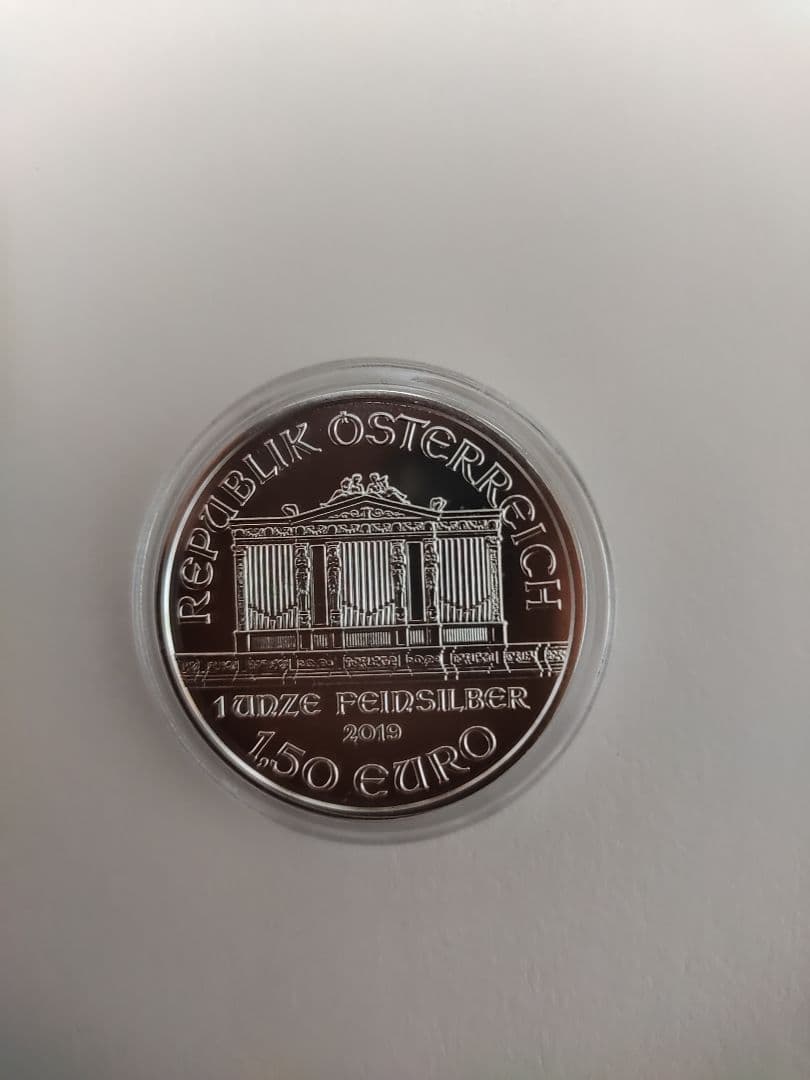 REPUBLIK ÖSTERREICH
1 UNZE FEINSILBER
2019
1,50 EURO